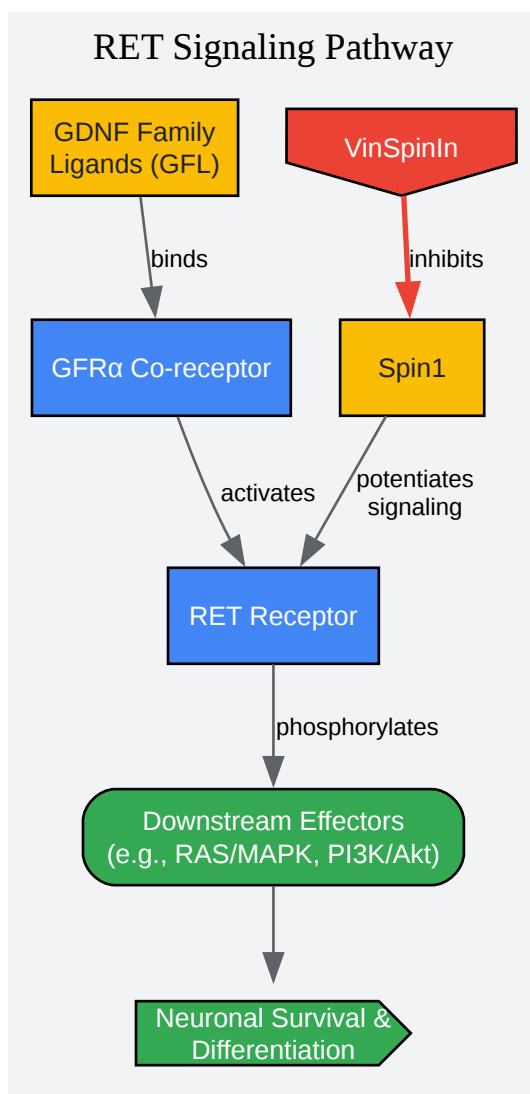 RET Signaling Pathway
GDNF Family
Ligands (GFL)
VinSpinIn
binds
inhibits
GFRα Co-receptor
Spin1
activates
potentiates
signaling
RET Receptor
phosphorylates
Downstream Effectors
(e.g., RAS/MAPK, PI3K/Akt)
Neuronal Survival &
Differentiation